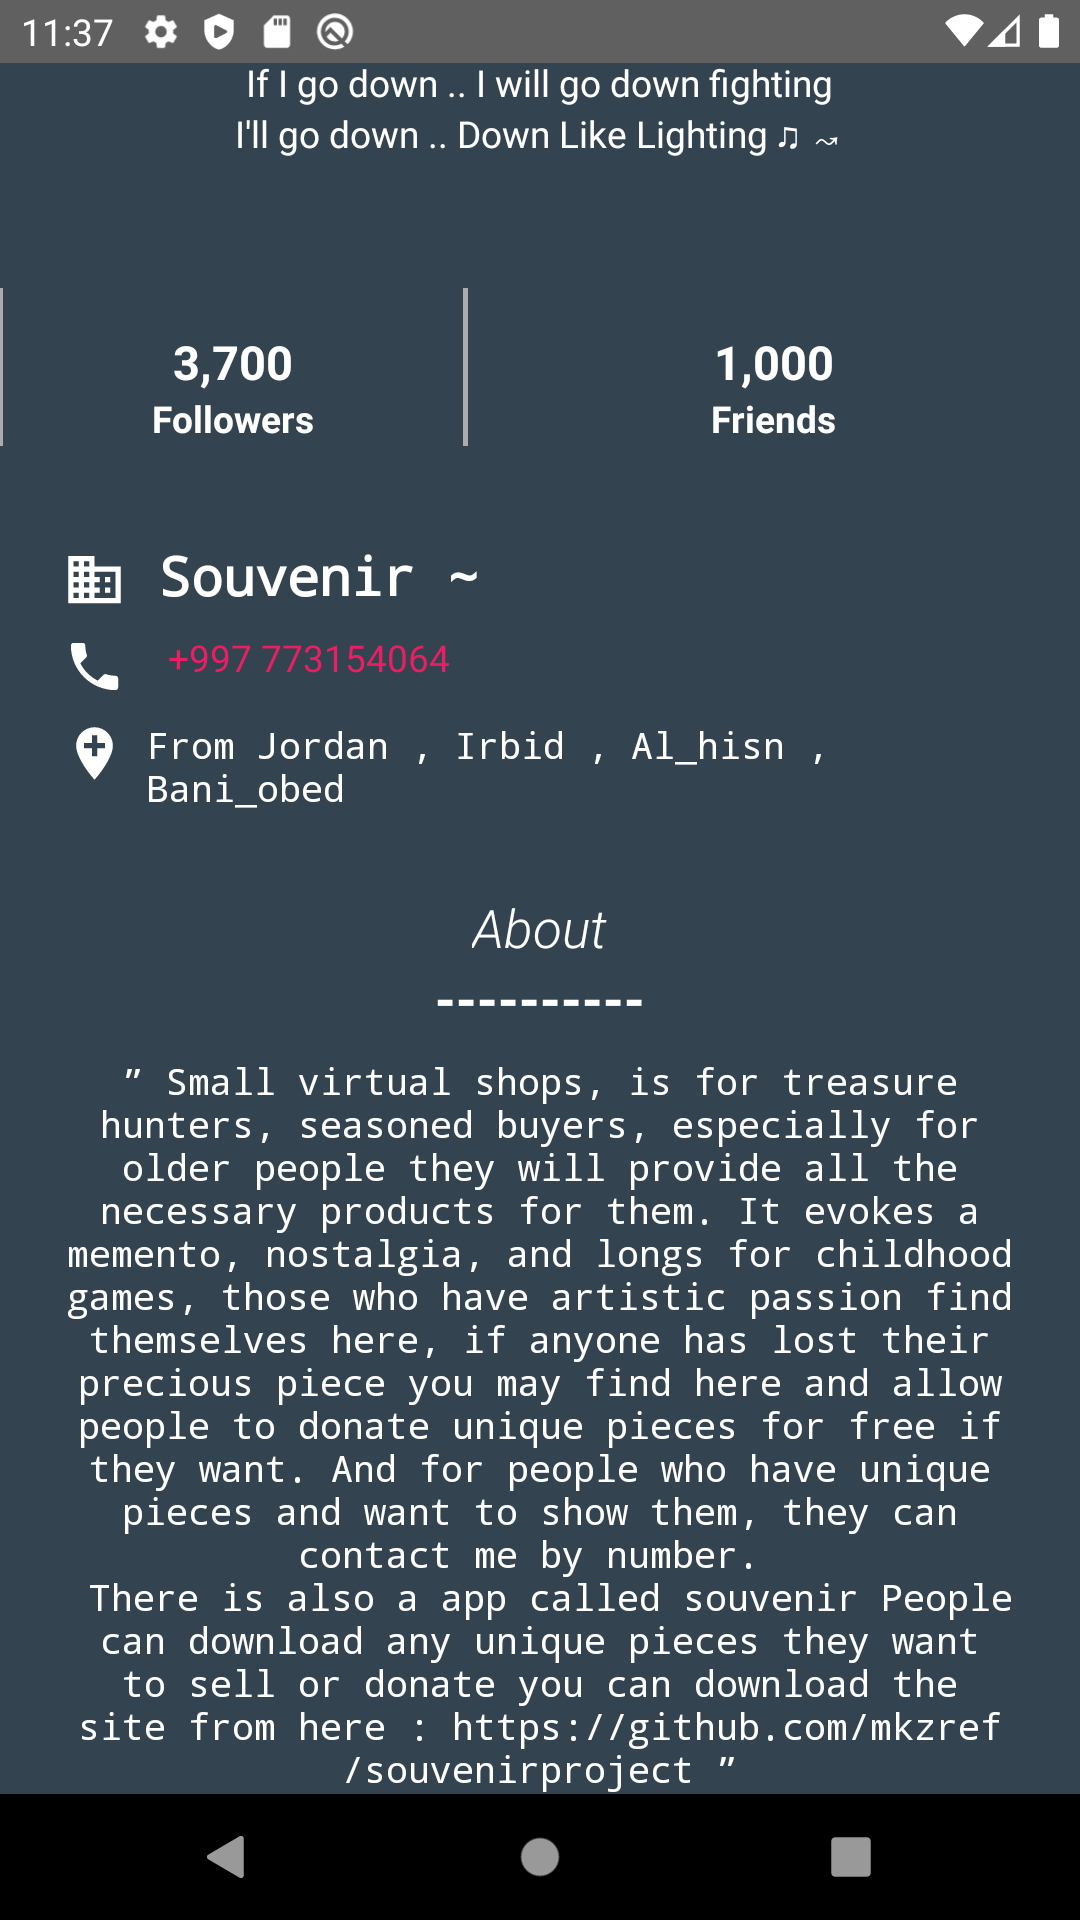 11:37
If I go down .. I will go down fighting
I'll go down .. Down Like Lighting ♫ ⤳
3,700
Followers
1,000
Friends
Souvenir ~
+997 773154064
From Jordan , Irbid , Al_hisn ,
Bani_obed
About
----------
” Small virtual shops, is for treasure
hunters, seasoned buyers, especially for
older people they will provide all the
necessary products for them. It evokes a
memento, nostalgia, and longs for childhood
games, those who have artistic passion find
themselves here, if anyone has lost their
precious piece you may find here and allow
people to donate unique pieces for free if
they want. And for people who have unique
pieces and want to show them, they can
contact me by number.
There is also a app called souvenir People
can download any unique pieces they want
to sell or donate you can download the
site from here : https://github.com/mkzref
/souvenirproject ”